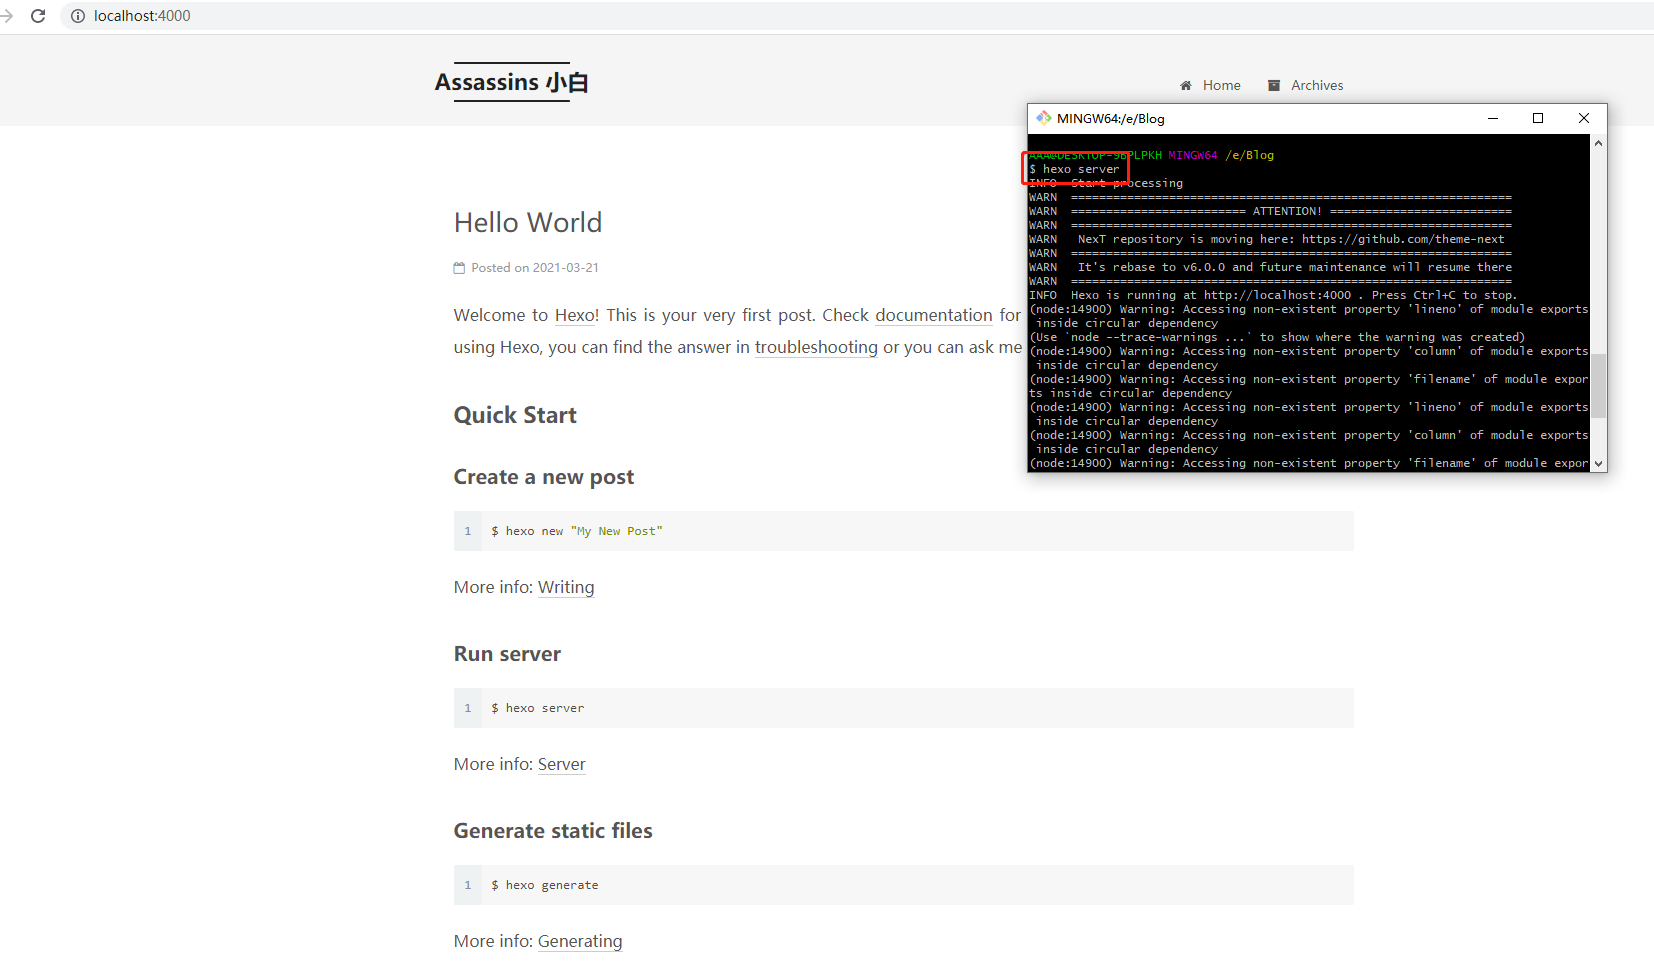 localhost:4000
Assassins 小白
Home
Archives
Hello World
Posted on 2021-03-21
Welcome to Hexo! This is your very first post. Check documentation for
using Hexo, you can find the answer in troubleshooting or you can ask me
Quick Start
Create a new post
1 $ hexo new "My New Post"
More info: Writing
Run server
1 $ hexo server
More info: Server
Generate static files
1 $ hexo generate
More info: Generating
MINGW64:/e/Blog
AAA@DESKTOP-9BPLPKH MINGW64 /e/Blog
$ hexo server
INFO  Start processing
WARN  ===============================================================
WARN  ========================= ATTENTION! ==========================
WARN  ===============================================================
WARN   NexT repository is moving here: https://github.com/theme-next
WARN  ===============================================================
WARN   It's rebase to v6.0.0 and future maintenance will resume there
WARN  ===============================================================
INFO  Hexo is running at http://localhost:4000 . Press Ctrl+C to stop.
(node:14900) Warning: Accessing non-existent property 'lineno' of module exports
inside circular dependency
(Use `node --trace-warnings ...` to show where the warning was created)
(node:14900) Warning: Accessing non-existent property 'column' of module exports
inside circular dependency
(node:14900) Warning: Accessing non-existent property 'filename' of module expor
ts inside circular dependency
(node:14900) Warning: Accessing non-existent property 'lineno' of module exports
inside circular dependency
(node:14900) Warning: Accessing non-existent property 'column' of module exports
inside circular dependency
(node:14900) Warning: Accessing non-existent property 'filename' of module expor